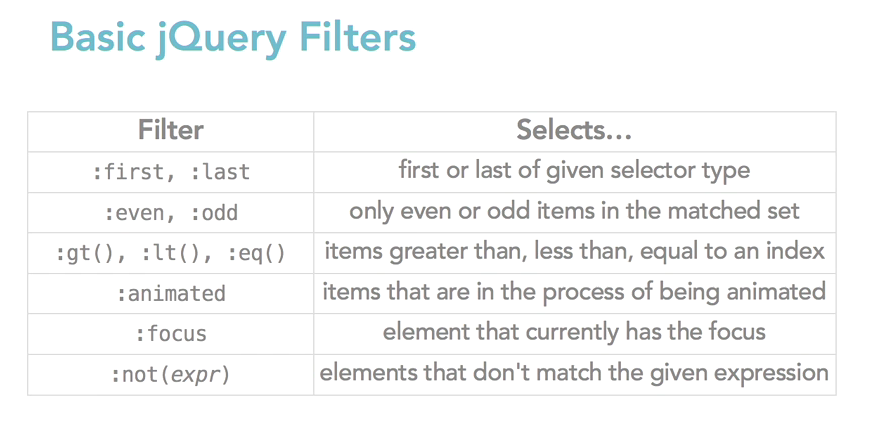 Basic jQuery Filters
Filter Selects...
:first, :last first or last of given selector type
:even, :odd only even or odd items in the matched set
:gt(), :lt(), :eq() items greater than, less than, equal to an index
:animated items that are in the process of being animated
:focus element that currently has the focus
:not(expr) elements that don't match the given expression